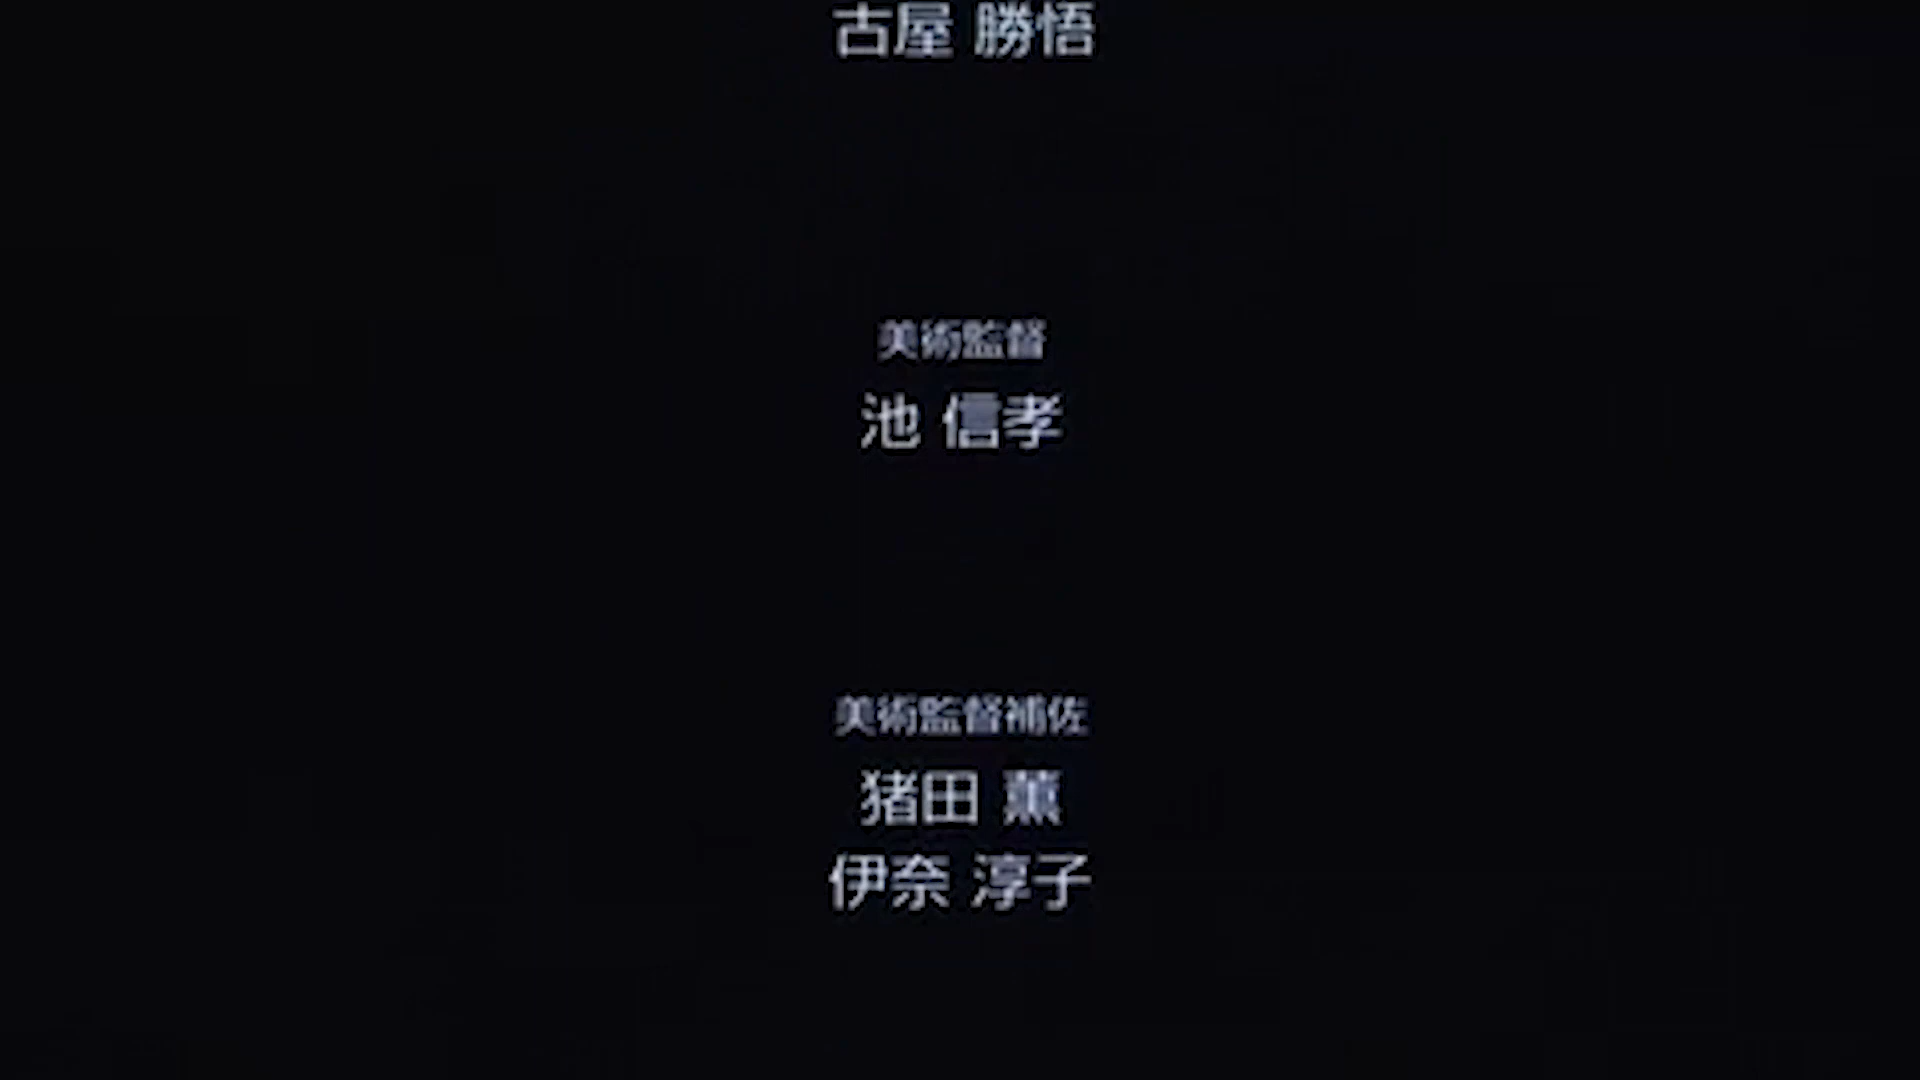 古屋 勝悟
美術監督
池 信孝
美術監督補佐
猪田 薫
伊奈 淳子